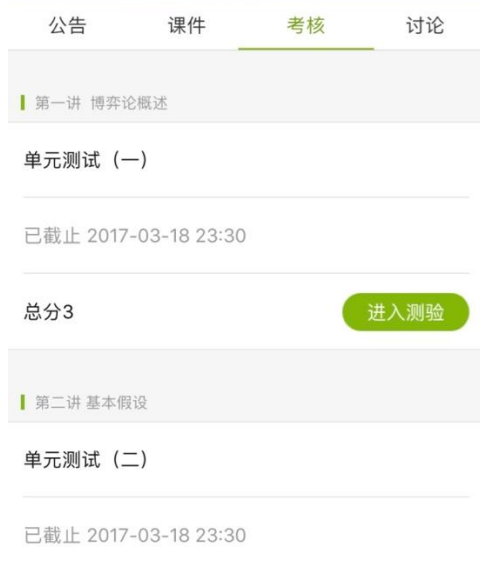 公告 课件 考核 讨论
第一讲 博弈论概述
单元测试（一）
已截止 2017-03-18 23:30
总分3 进入测验
第二讲 基本假设
单元测试（二）
已截止 2017-03-18 23:30